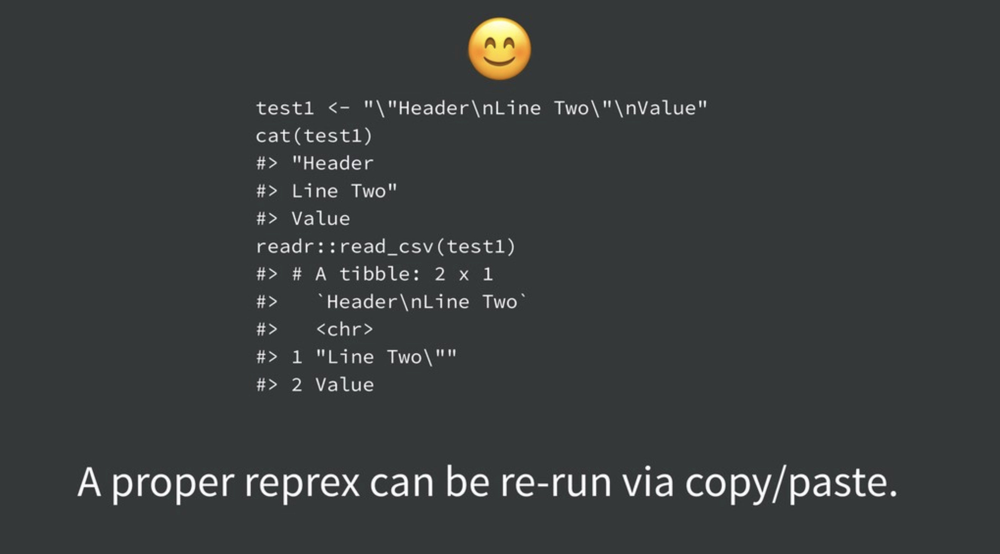 test1 <- "\"Header\nLine Two\"\nValue"
cat(test1)
#> "Header
#> Line Two"
#> Value
readr::read_csv(test1)
#> # A tibble: 2 x 1
#>   `Header\nLine Two`
#>   <chr>
#> 1 "Line Two\""
#> 2 Value
A proper reprex can be re-run via copy/paste.